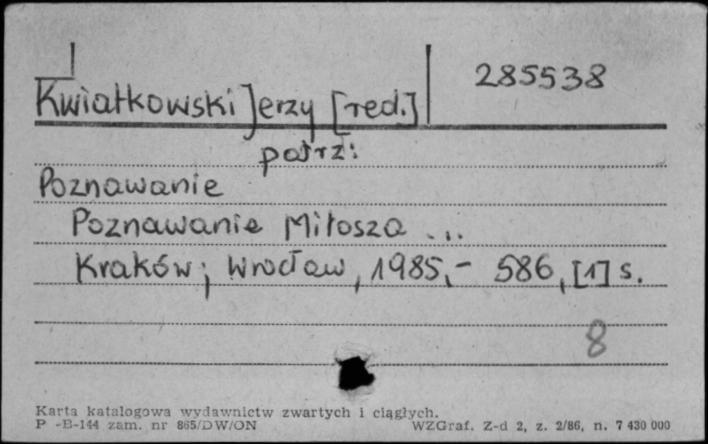 Kwiatkowski Jerzy [red.] 285538
patrz:
Poznawanie
Poznawanie Miłosza ...
Kraków; Wrocław, 1985,- 586, [1] s.
8
Karta katalogowa wydawnictw zwartych i ciągłych.
P -B-144 zam. nr 865/DW/ON WZGraf. Z-d 2, z. 2/86, n. 7 430 000